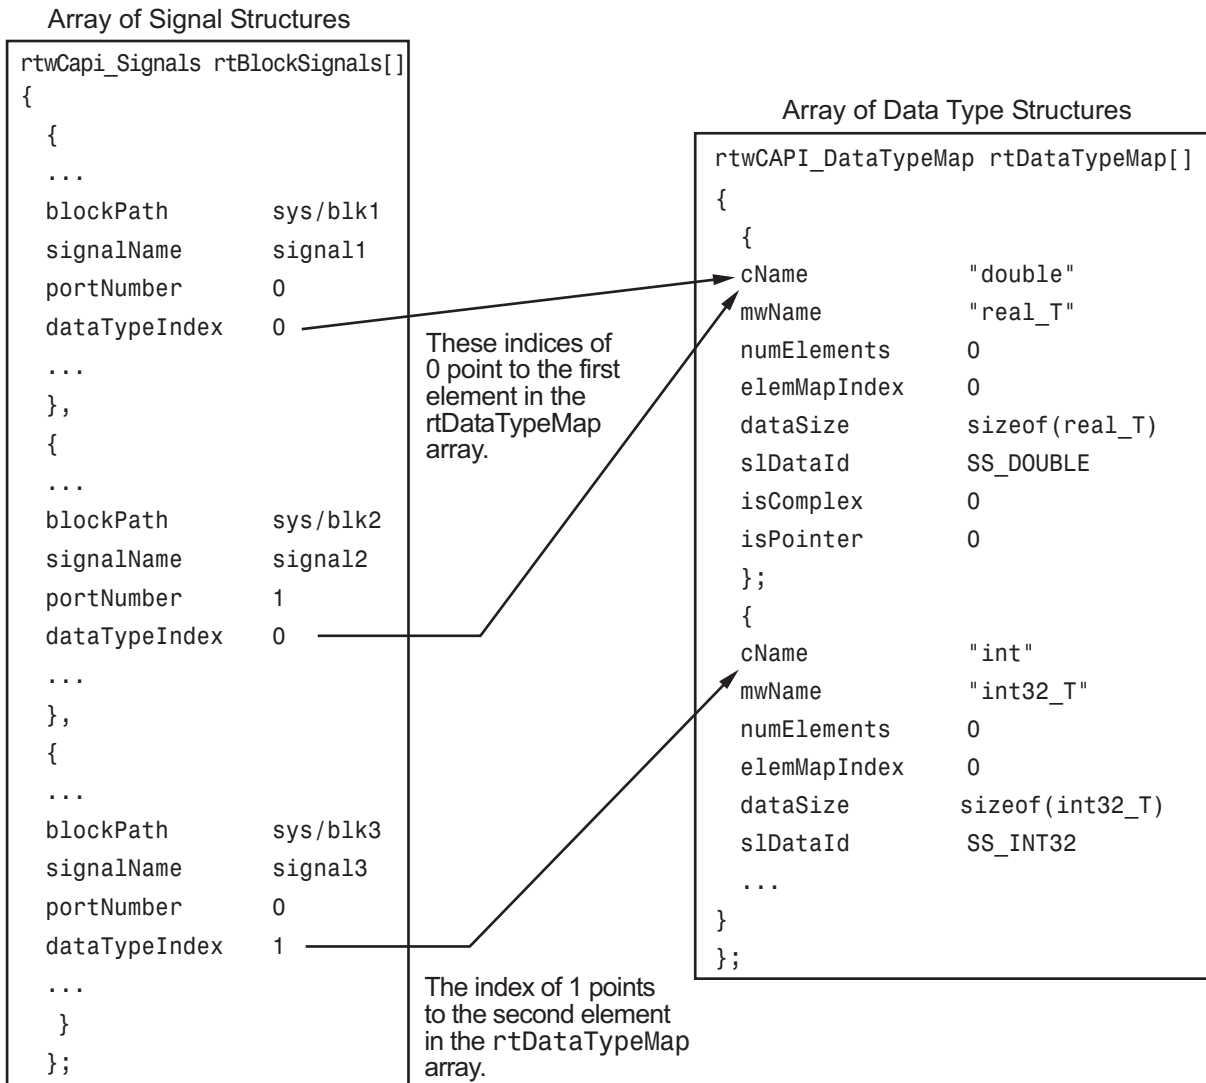 Array of Signal Structures
rtwCapi_Signals rtBlockSignals[]
{
{
...
blockPath sys/blk1
signalName signal1
portNumber 0
dataTypeIndex 0
...
},
{
...
blockPath sys/blk2
signalName signal2
portNumber 1
dataTypeIndex 0
...
},
{
...
blockPath sys/blk3
signalName signal3
portNumber 0
dataTypeIndex 1
...
}
};
These indices of
0 point to the first
element in the
rtDataTypeMap
array.
The index of 1 points
to the second element
in the rtDataTypeMap
array.
Array of Data Type Structures
rtwCAPI_DataTypeMap rtDataTypeMap[]
{
{
cName "double"
mwName "real_T"
numElements 0
elemMapIndex 0
dataSize sizeof(real_T)
slDataId SS_DOUBLE
isComplex 0
isPointer 0
};
{
cName "int"
mwName "int32_T"
numElements 0
elemMapIndex 0
dataSize sizeof(int32_T)
slDataId SS_INT32
...
}
};